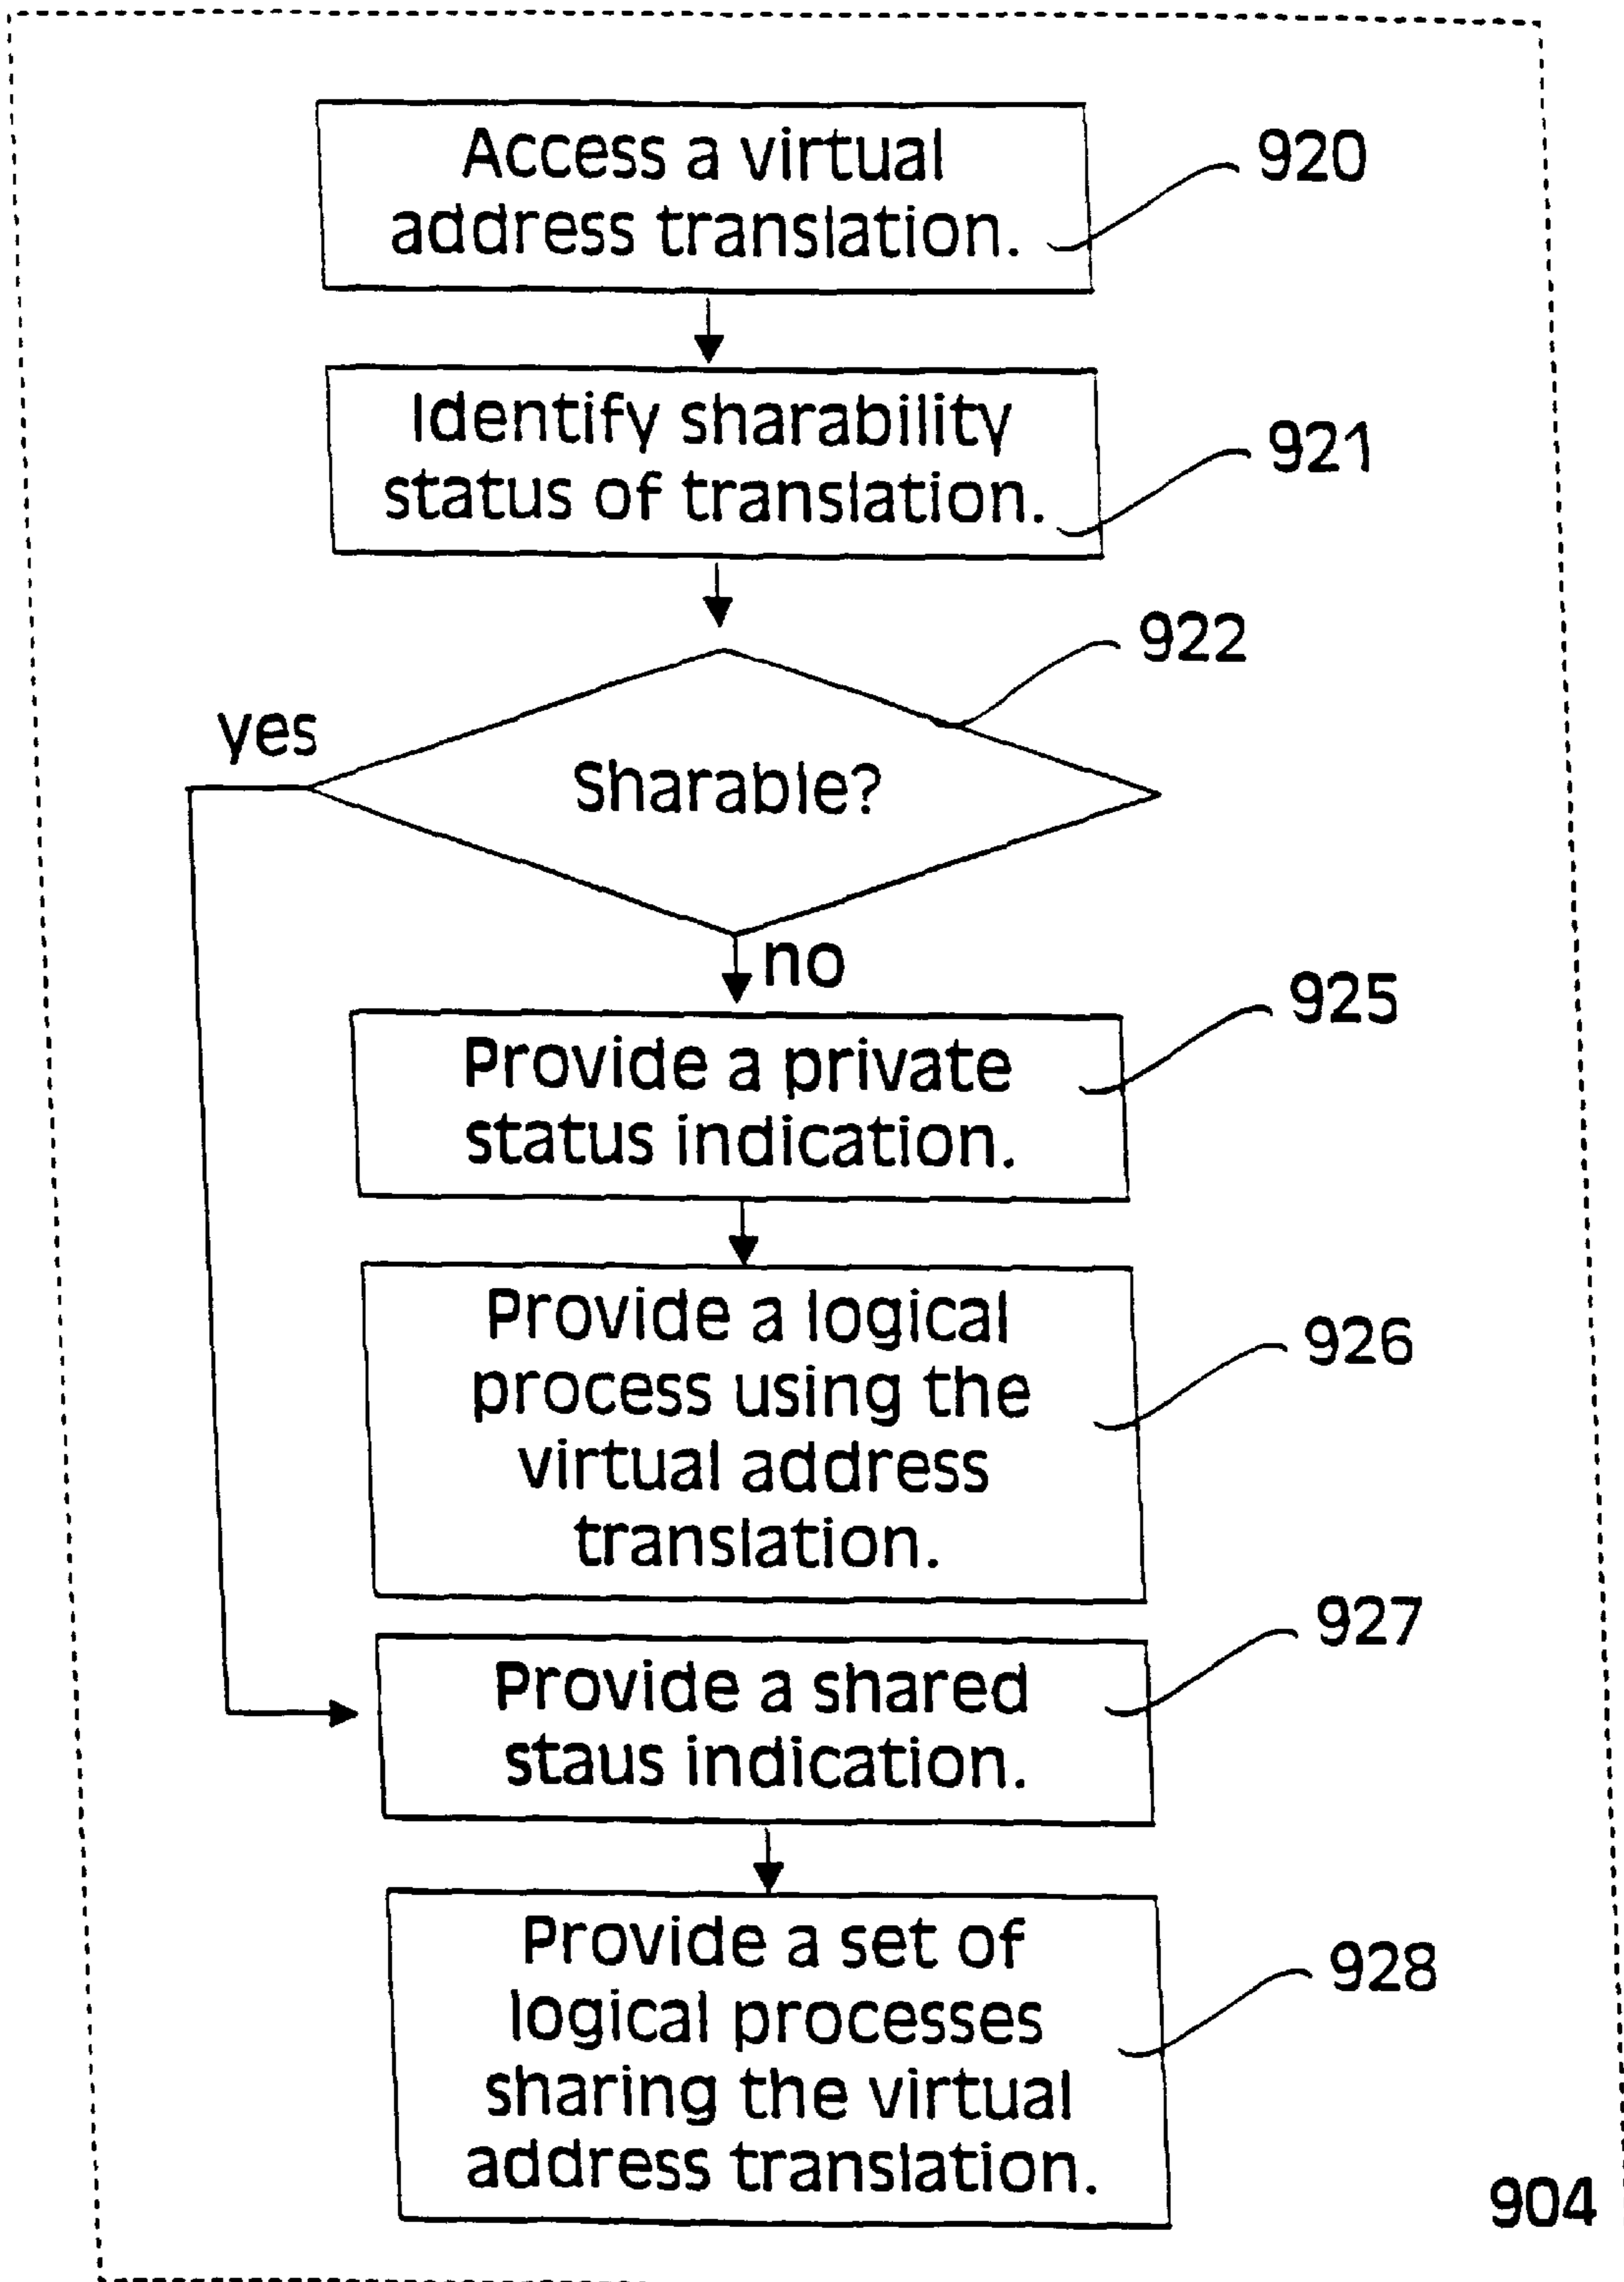 Access a virtual
address translation.
920
Identify sharability
status of translation.
921
922
yes
Sharable?
no
925
Provide a private
status indication.
Provide a logical
process using the
virtual address
translation.
926
927
Provide a shared
staus indication.
Provide a set of
logical processes
sharing the virtual
address translation.
928
904